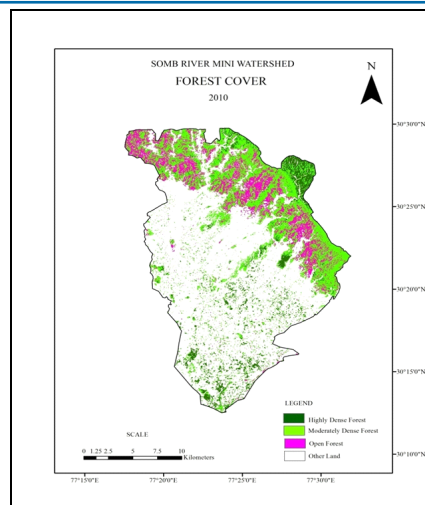 SOMB RIVER MINI WATERSHED
FOREST COVER
2010
N
30°30'0"N
30°25'0"N
30°20'0"N
30°15'0"N
30°10'0"N
LEGEND
Highly Dense Forest
Moderately Dense Forest
Open Forest
Other Land
SCALE
0 1.25 2.5 5 7.5 10
Kilometers
77°15'0"E 77°20'0"E 77°25'0"E 77°30'0"E